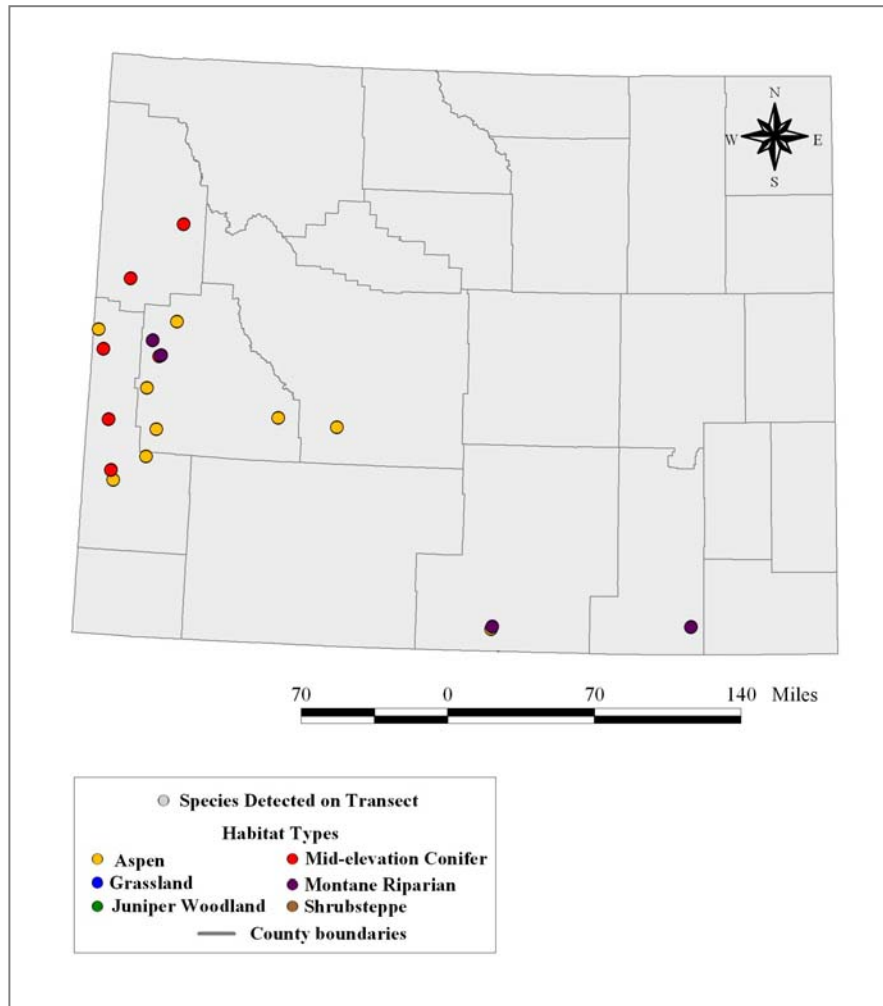 N
W E
S
70 0 70 140 Miles
Species Detected on Transect
Habitat Types
Aspen Mid-elevation Conifer
Grassland Montane Riparian
Juniper Woodland Shrubsteppe
County boundaries